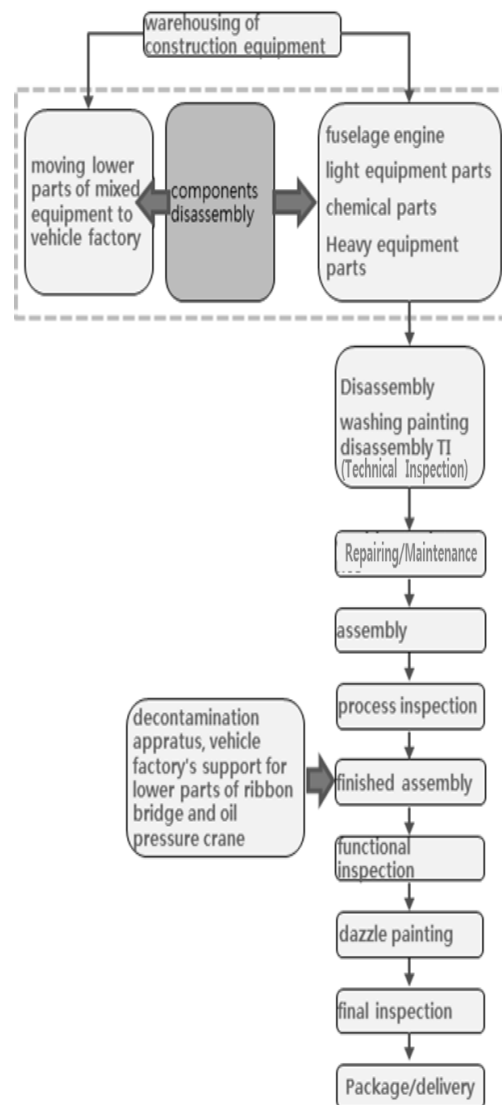 warehousing of
construction equipment
moving lower
parts of mixed
equipment to
vehicle factory
components
disassembly
fuselage engine
light equipment parts
chemical parts
Heavy equipment
parts
Disassembly
washing painting
disassembly TI
(Technical Inspection)
Repairing/Maintenance
assembly
process inspection
decontamination
appratus, vehicle
factory's support for
lower parts of ribbon
bridge and oil
pressure crane
finished assembly
functional
inspection
dazzle painting
final inspection
Package/delivery